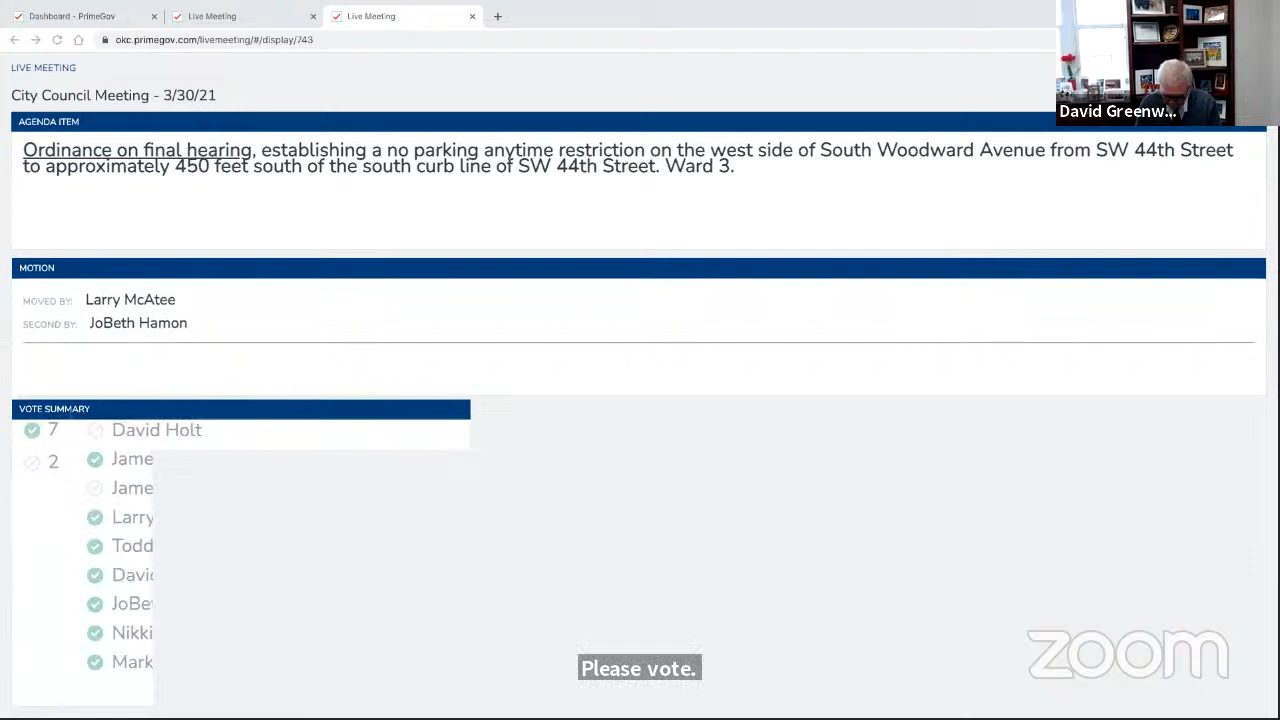 Dashboard - PrimeGov
Live Meeting
Live Meeting
okc.primegov.com/livemeeting/#/display/743
LIVE MEETING
City Council Meeting - 3/30/21
David Greenw...
AGENDA ITEM
Ordinance on final hearing, establishing a no parking anytime restriction on the west side of South Woodward Avenue from SW 44th Street
to approximately 450 feet south of the south curb line of SW 44th Street. Ward 3.
MOTION
MOVED BY: Larry McAtee
SECOND BY: JoBeth Hamon
VOTE SUMMARY
7
David Holt
2
Jame
Jame
Larry
Todd
Davi
JoBe
Nikki
Mark
Please vote.
zoom